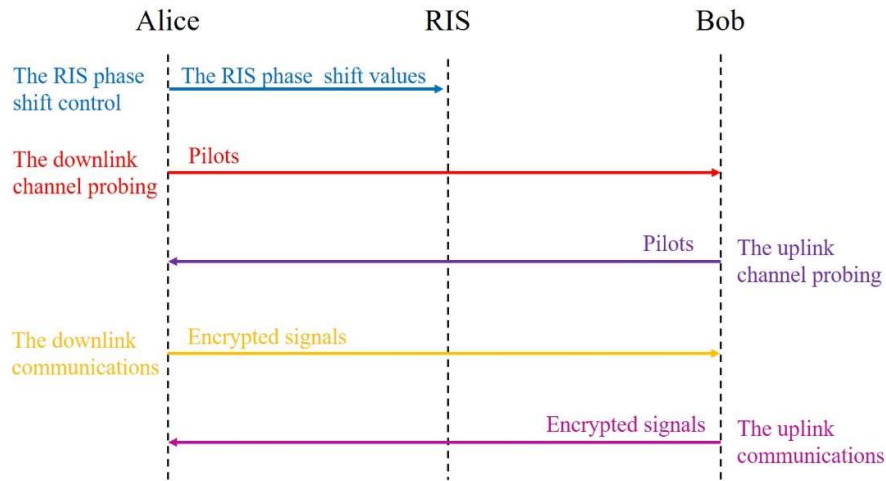 Alice RIS Bob
The RIS phase
shift control
The RIS phase shift values
The downlink
channel probing
Pilots
Pilots
The uplink
channel probing
The downlink
communications
Encrypted signals
Encrypted signals
The uplink
communications